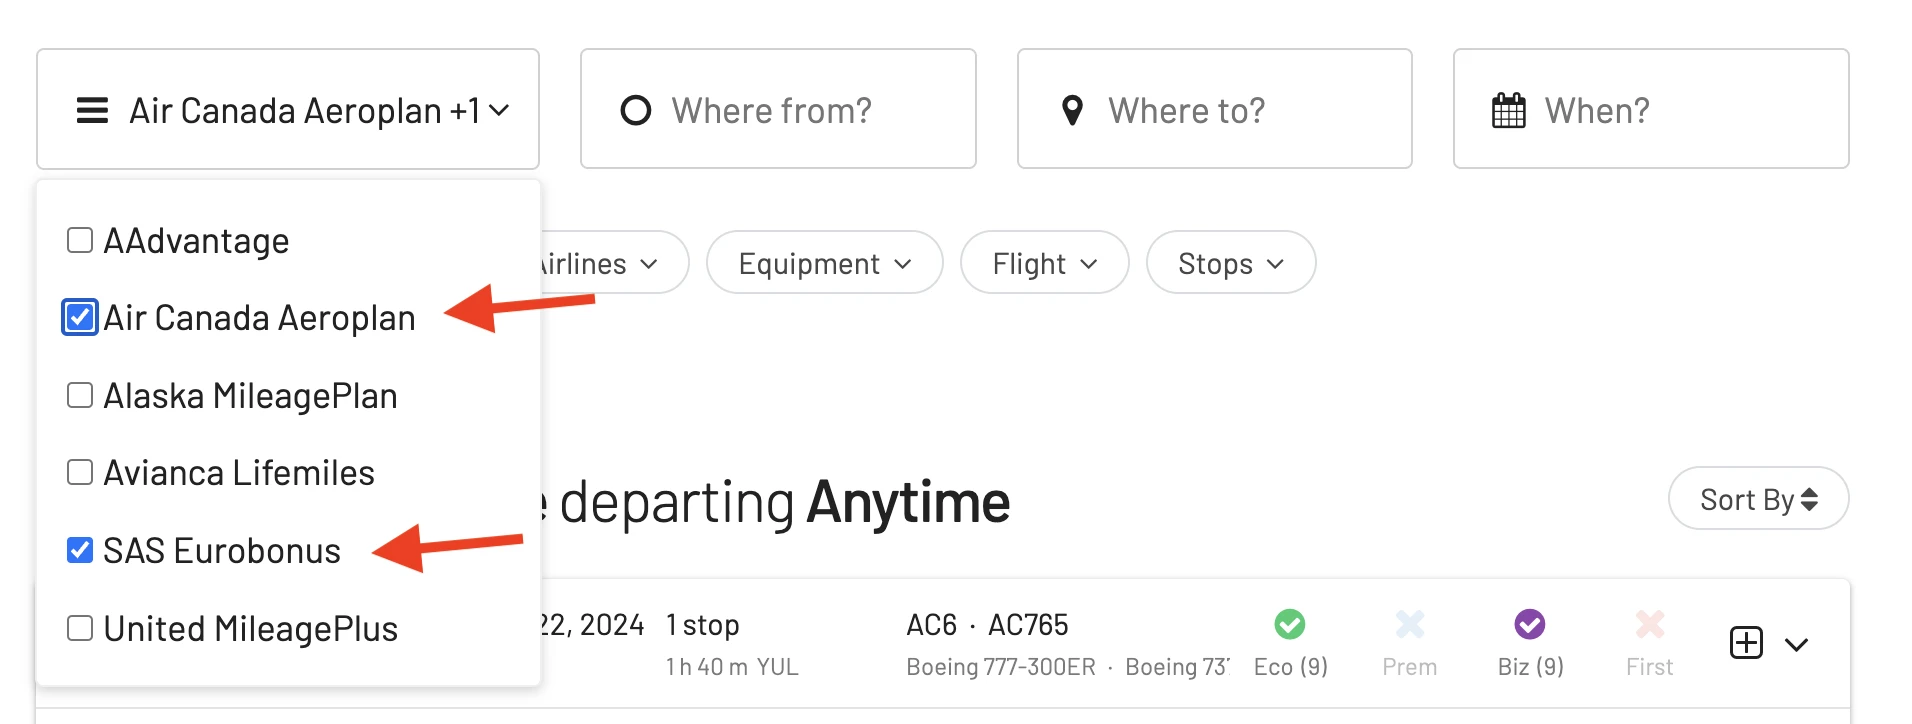 Air Canada Aeroplan +1
Where from?
Where to?
When?
AAdvantage
Air Canada Aeroplan
Alaska MileagePlan
Avianca Lifemiles
SAS Eurobonus
United MileagePlus
Airlines
Equipment
Flight
Stops
departing Anytime
Sort By
22, 2024
1 stop
AC6 · AC765
1 h 40 m YUL
Boeing 777-300ER · Boeing 73
Eco (9)
Prem
Biz (9)
First